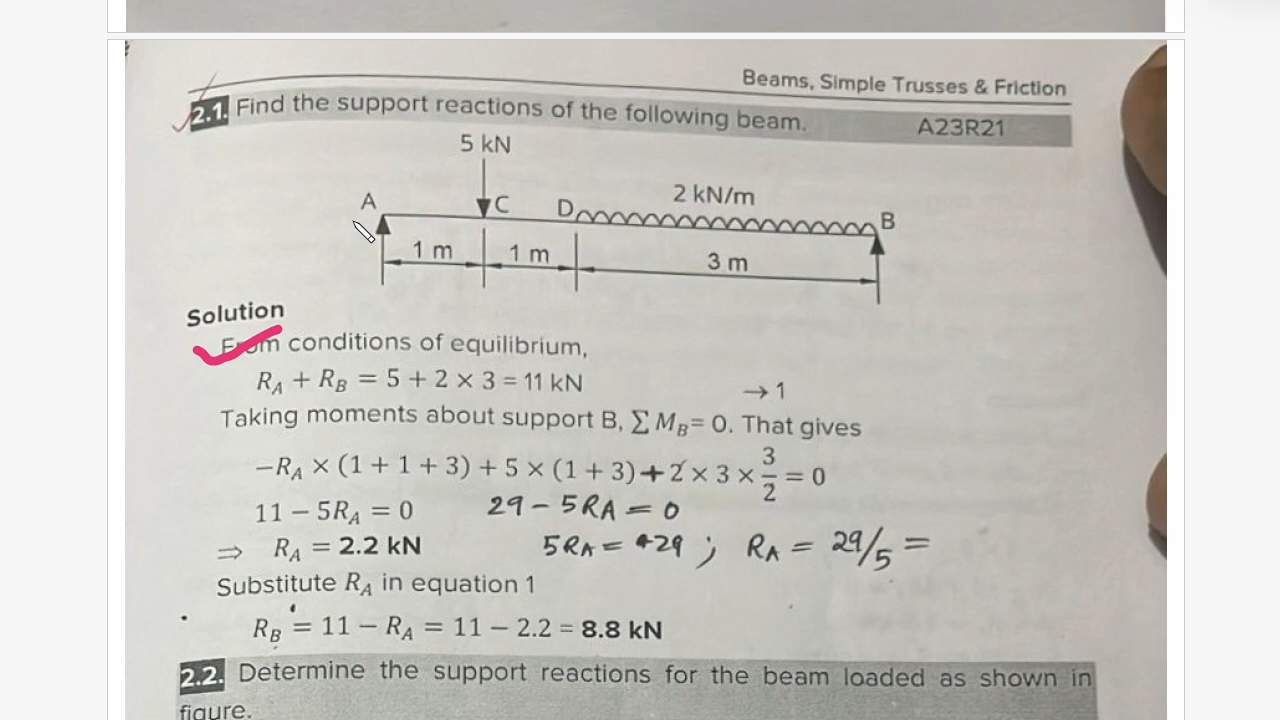 Beams, Simple Trusses & Friction
2.1. Find the support reactions of the following beam. A23R21
5 kN
A C D 2 kN/m B
1 m 1 m 3 m
Solution
From conditions of equilibrium,
R_A + R_B = 5 + 2 × 3 = 11 kN → 1
Taking moments about support B, ∑ M_B = 0. That gives
−R_A × (1 + 1 + 3) + 5 × (1 + 3) + 2 × 3 × 3/2 = 0
11 − 5R_A = 0 29 − 5RA = 0
⇒ R_A = 2.2 kN 5RA = +29 ; RA = 29/5 =
Substitute R_A in equation 1
R_B = 11 − R_A = 11 − 2.2 = 8.8 kN
2.2. Determine the support reactions for the beam loaded as shown in
figure.